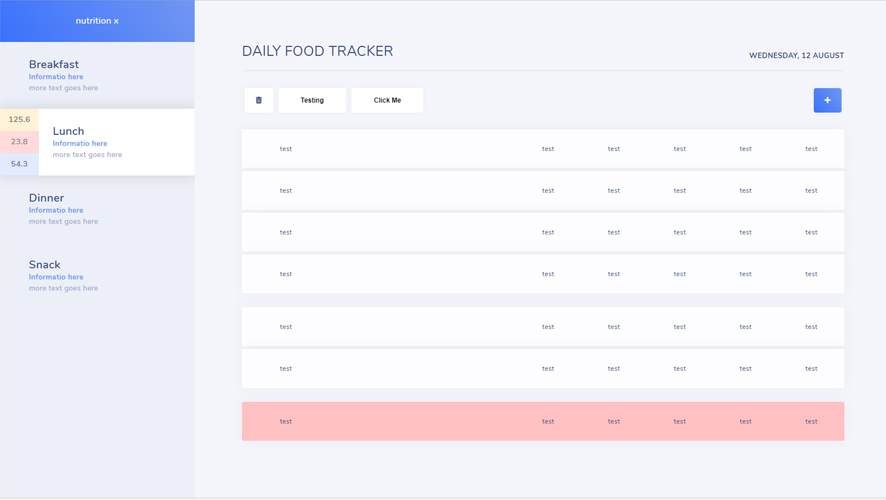 nutrition x
Breakfast
Informatio here
more text goes here
125.6
23.8
54.3
Lunch
Informatio here
more text goes here
Dinner
Informatio here
more text goes here
Snack
Informatio here
more text goes here
DAILY FOOD TRACKER
WEDNESDAY, 12 AUGUST
Testing Click Me +
test test test test test test
test test test test test test
test test test test test test
test test test test test test
test test test test test test
test test test test test test
test test test test test test